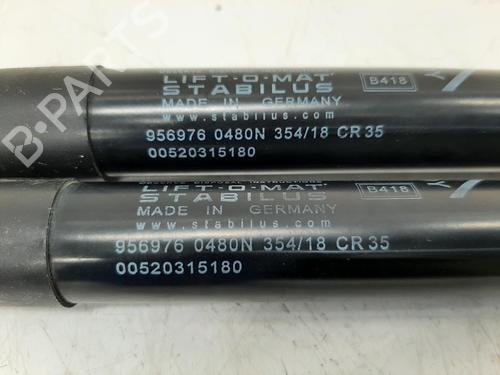 LIFT-O-MAT
STABILUS
MADE IN GERMANY
www.stabilus.com
B418
Y
956976 0480N 354/18 CR35
00520315180
LIFT-O-MAT
STABILUS
MADE IN GERMANY
www.stabilus.com
B418
Y
956976 0480N 354/18 CR35
00520315180
B-PARTS